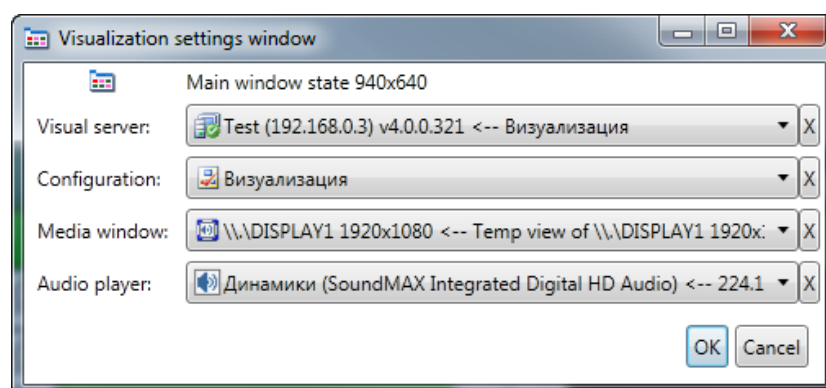 Visualization settings window
Main window state 940x640
Visual server: Test (192.168.0.3) v4.0.0.321 <-- Визуализация X
Configuration: Визуализация X
Media window: \\.\DISPLAY1 1920x1080 <-- Temp view of \\.\DISPLAY1 1920x: X
Audio player: Динамики (SoundMAX Integrated Digital HD Audio) <-- 224.1 X
OK Cancel